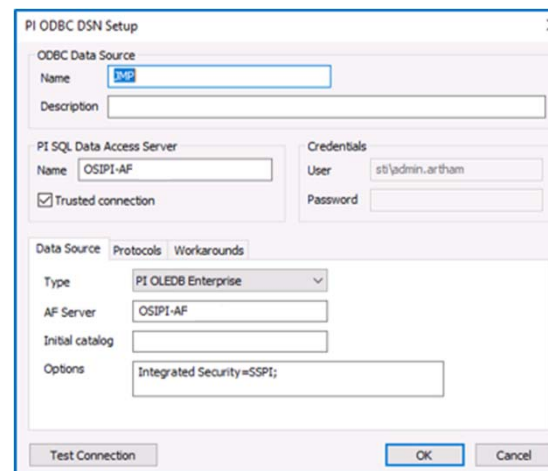 PI ODBC DSN Setup
ODBC Data Source
Name JMP
Description
PI SQL Data Access Server
Name OSIPI-AF
Trusted connection
Credentials
User sti\admin.artham
Password
Data Source Protocols Workarounds
Type PI OLEDB Enterprise
AF Server OSIPI-AF
Initial catalog
Options Integrated Security=SSPI;
Test Connection OK Cancel